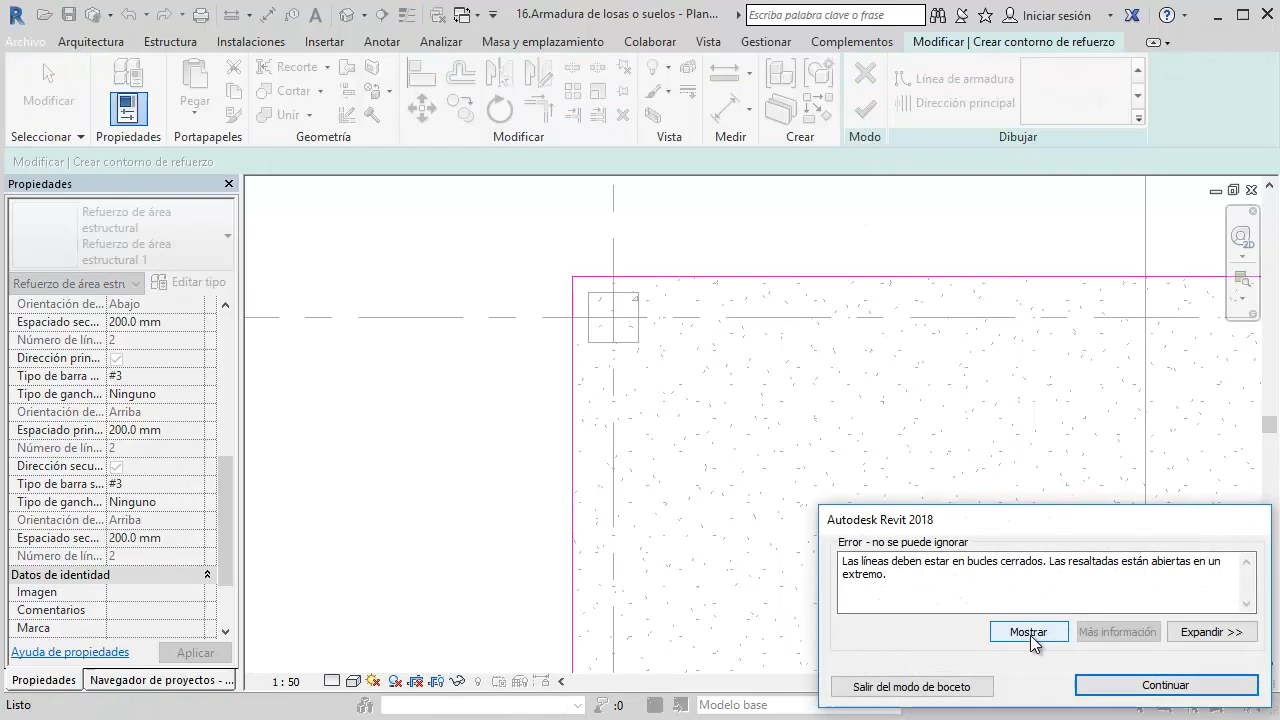 16.Armadura de losas o suelos - Plan...
Escriba palabra clave o frase
Iniciar sesión
Archivo
Arquitectura
Estructura
Instalaciones
Insertar
Anotar
Analizar
Masa y emplazamiento
Colaborar
Vista
Gestionar
Complementos
Modificar | Crear contorno de refuerzo
Modificar
Pegar
Recorte
Cortar
Unir
Línea de armadura
Dirección principal
Seleccionar
Propiedades
Portapapeles
Geometría
Modificar
Vista
Medir
Crear
Modo
Dibujar
Modificar | Crear contorno de refuerzo
Propiedades
Refuerzo de área
estructural
Refuerzo de área
estructural 1
Refuerzo de área estru
Editar tipo
Orientación de... Abajo
Espaciado sec... 200.0 mm
Número de lín... 2
Dirección prin...
Tipo de barra ... #3
Tipo de ganch... Ninguno
Orientación de... Arriba
Espaciado prin... 200.0 mm
Número de lín... 2
Dirección secu...
Tipo de barra s... #3
Tipo de ganch... Ninguno
Orientación de... Arriba
Espaciado sec... 200.0 mm
Número de lín... 2
Datos de identidad
Imagen
Comentarios
Marca
Ayuda de propiedades
Aplicar
Propiedades
Navegador de proyectos - ...
Listo
1 : 50
:0
Modelo base
2D
Autodesk Revit 2018
Error - no se puede ignorar
Las líneas deben estar en bucles cerrados. Las resaltadas están abiertas en un
extremo.
Mostrar
Más información
Expandir >>
Salir del modo de boceto
Continuar